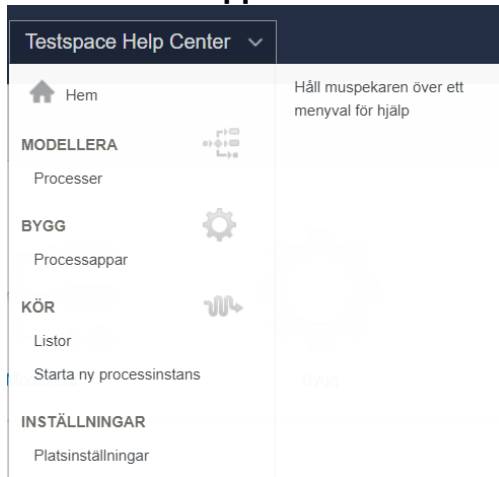 Testspace Help Center
Hem
Håll muspekaren över ett
menyval för hjälp
MODELLERA
Processer
BYGG
Processappar
KÖR
Listor
Starta ny processinstans
INSTÄLLNINGAR
Platsinställningar